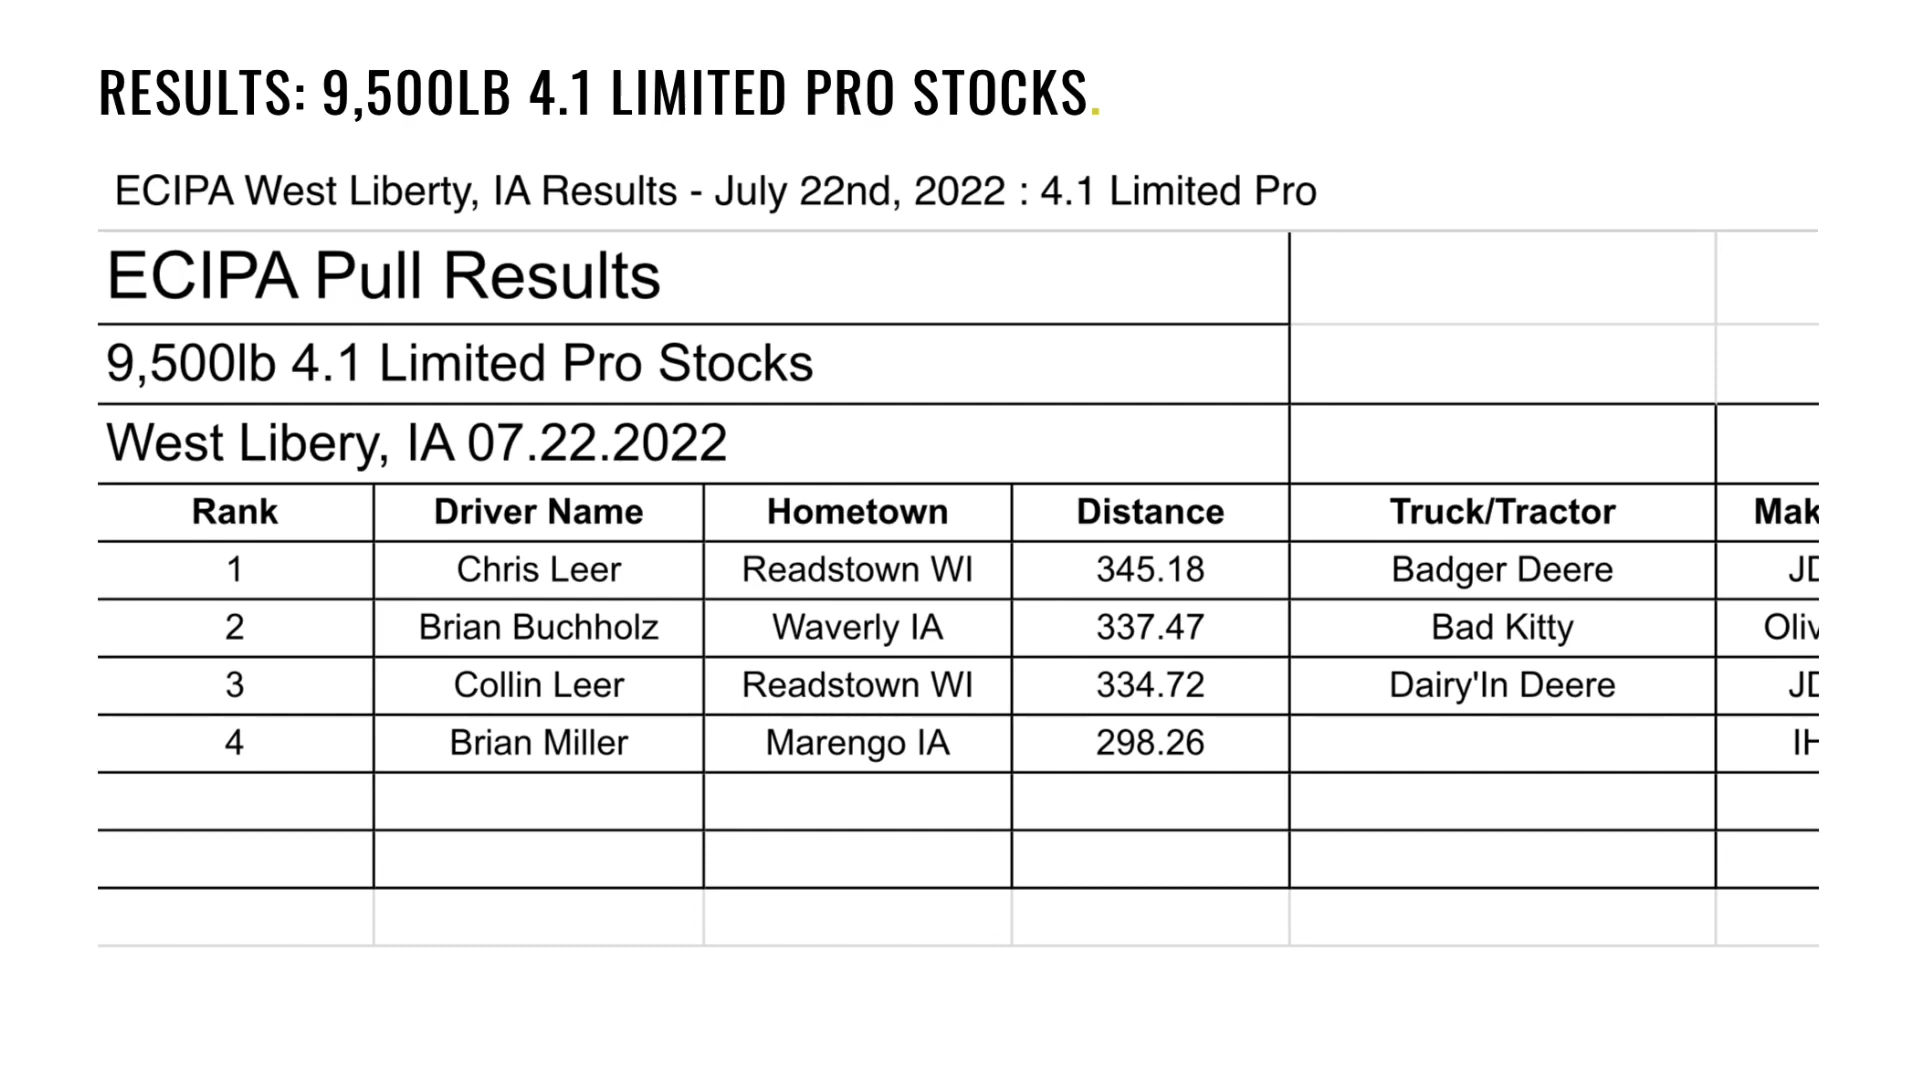 RESULTS: 9,500LB 4.1 LIMITED PRO STOCKS.
ECIPA West Liberty, IA Results - July 22nd, 2022 : 4.1 Limited Pro
ECIPA Pull Results
9,500lb 4.1 Limited Pro Stocks
West Libery, IA 07.22.2022
Rank Driver Name Hometown Distance Truck/Tractor
1 Chris Leer Readstown WI 345.18 Badger Deere
2 Brian Buchholz Waverly IA 337.47 Bad Kitty
3 Collin Leer Readstown WI 334.72 Dairy'In Deere
4 Brian Miller Marengo IA 298.26